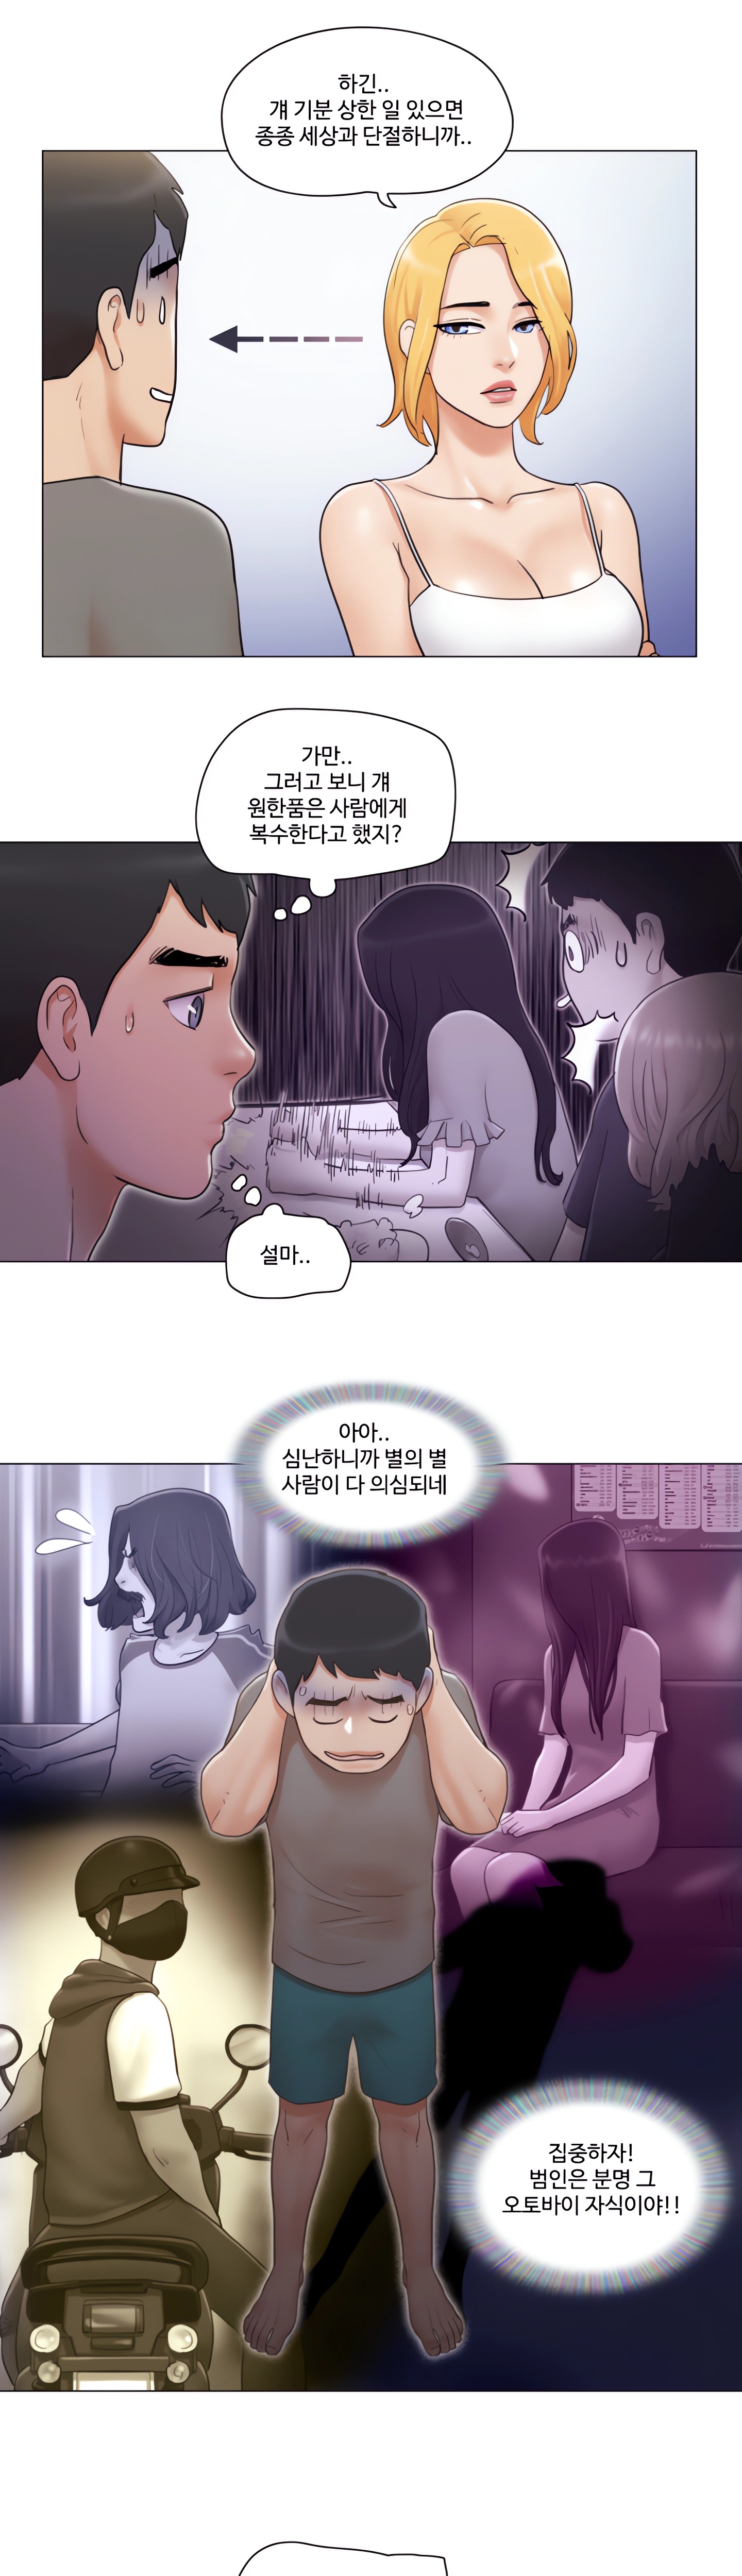 하긴..
걔 기분 상한 일 있으면
종종 세상과 단절하니까..
가만..
그러고 보니 걔
원한품은 사람에게
복수한다고 했지?
설마..
아아..
심난하니까 별의 별
사람이 다 의심되네
집중하자!
범인은 분명 그
오토바이 자식이야!!